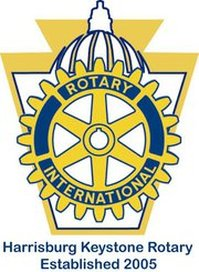 ROTARY
INTERNATIONAL
Harrisburg Keystone Rotary
Established 2005